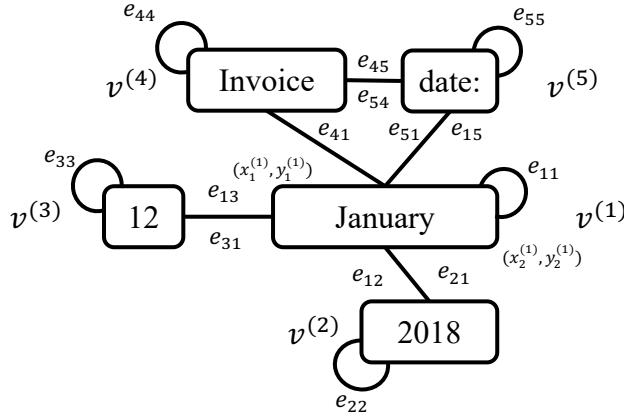 e₄₄
e₅₅
v⁽⁴⁾ Invoice e₄₅ date: v⁽⁵⁾
e₅₄
e₄₁ e₅₁ e₁₅
e₃₃ (x₁⁽¹⁾, y₁⁽¹⁾) e₁₁
v⁽³⁾ 12 e₁₃ January v⁽¹⁾
e₃₁ (x₂⁽¹⁾, y₂⁽¹⁾)
e₁₂ e₂₁
v⁽²⁾ 2018
e₂₂